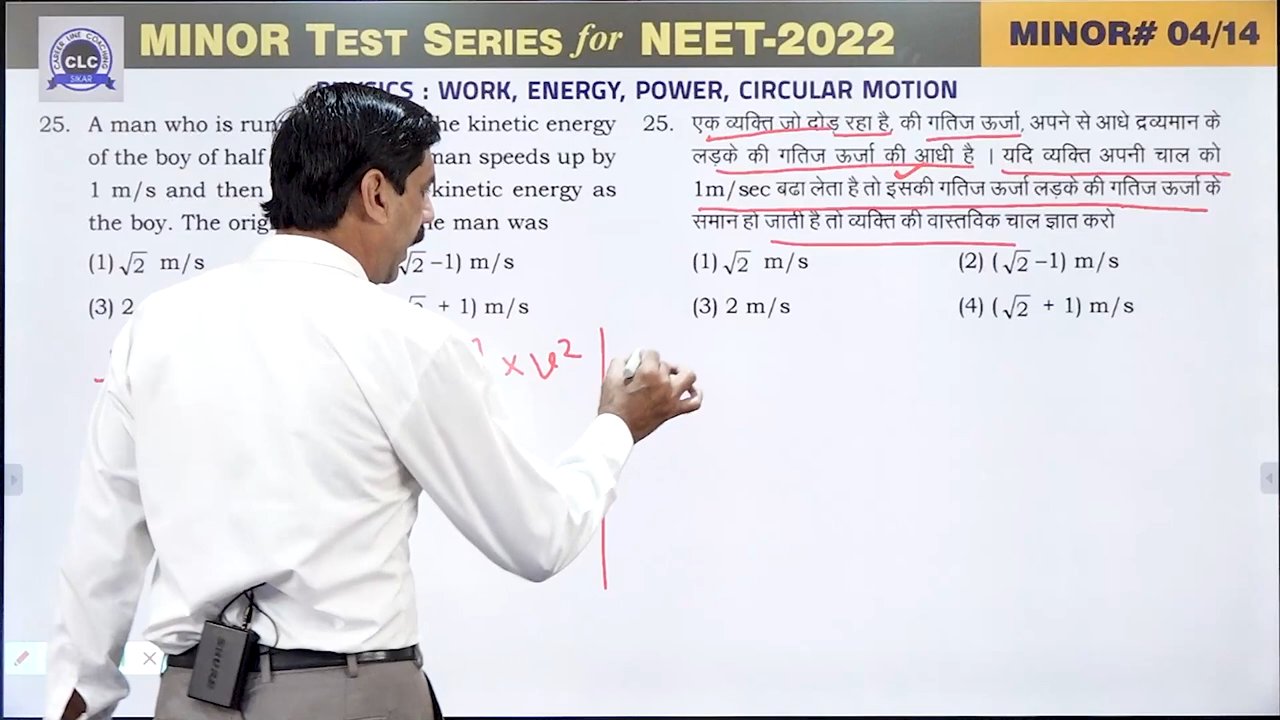 CAREER LINE COACHING
CLC
SIKAR
MINOR TEST SERIES for NEET-2022
MINOR# 04/14
: WORK, ENERGY, POWER, CIRCULAR MOTION
25. A man who is he kinetic energy
of the boy of half man speeds up by
1 m/s and then kinetic energy as
the boy. The man was
(1) √2 m/s √2 -1) m/s
(3) 2 + 1) m/s
× v²
25. एक व्यक्ति जो दोड़ रहा है, की गतिज ऊर्जा, अपने से आधे द्रव्यमान के
लड़के की गतिज ऊर्जा की आधी है । यदि व्यक्ति अपनी चाल को
1m/sec बढा लेता है तो इसकी गतिज ऊर्जा लड़के की गतिज ऊर्जा के
समान हो जाती है तो व्यक्ति की वास्तविक चाल ज्ञात करो
(1) √2 m/s (2) (√2 -1) m/s
(3) 2 m/s (4) (√2 + 1) m/s
SHURE